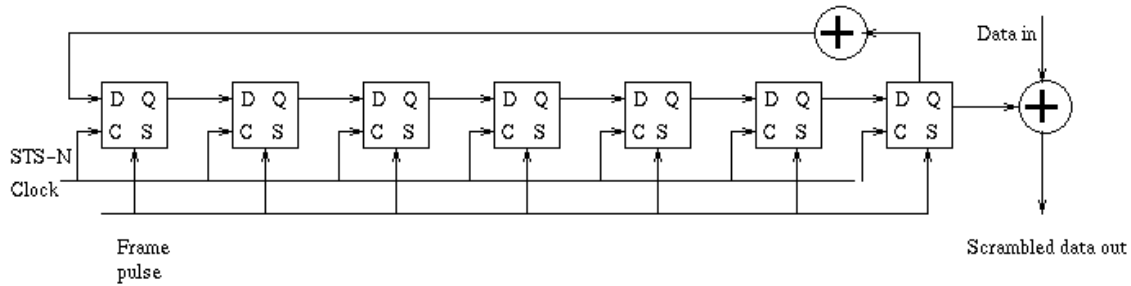 Data in
D Q D Q D Q D Q D Q D Q D Q
C S C S C S C S C S C S C S
STS-N
Clock
Frame
pulse
Scrambled data out